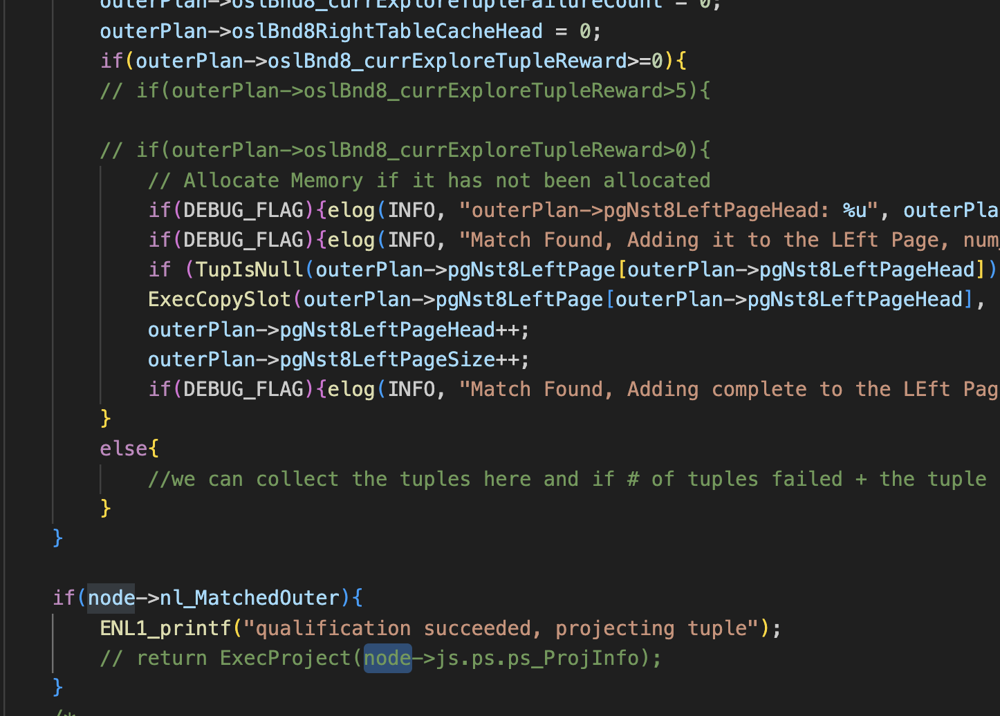 outerPlan->oslBnd8_currExploreTupleFailureCount = 0;
outerPlan->oslBnd8RightTableCacheHead = 0;
if(outerPlan->oslBnd8_currExploreTupleReward>=0){
// if(outerPlan->oslBnd8_currExploreTupleReward>5){
// if(outerPlan->oslBnd8_currExploreTupleReward>0){
// Allocate Memory if it has not been allocated
if(DEBUG_FLAG){elog(INFO, "outerPlan->pgNst8LeftPageHead: %u", outerPla
if(DEBUG_FLAG){elog(INFO, "Match Found, Adding it to the LEft Page, num_
if (TupIsNull(outerPlan->pgNst8LeftPage[outerPlan->pgNst8LeftPageHead])
ExecCopySlot(outerPlan->pgNst8LeftPage[outerPlan->pgNst8LeftPageHead],
outerPlan->pgNst8LeftPageHead++;
outerPlan->pgNst8LeftPageSize++;
if(DEBUG_FLAG){elog(INFO, "Match Found, Adding complete to the LEft Pag
}
else{
//we can collect the tuples here and if # of tuples failed + the tuple
}
}
if(node->nl_MatchedOuter){
ENL1_printf("qualification succeeded, projecting tuple");
// return ExecProject(node->js.ps.ps_ProjInfo);
}
/*